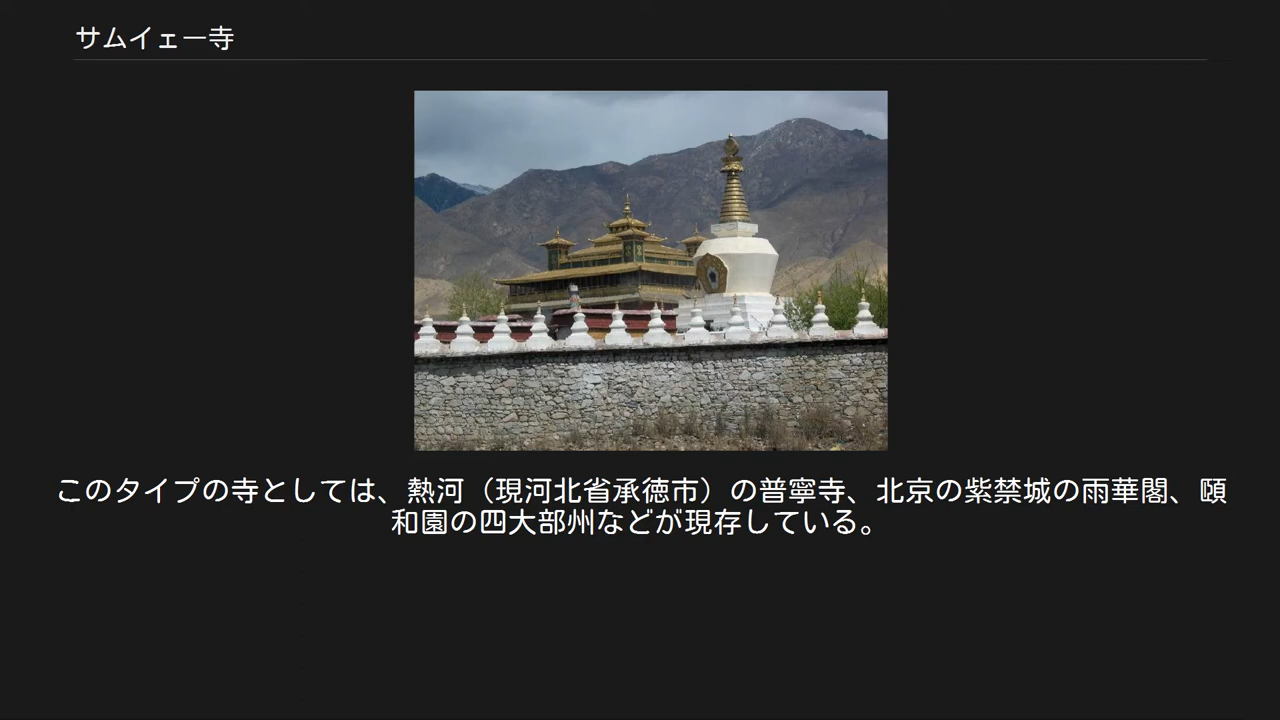 サムイェー寺
このタイプの寺としては、熱河（現河北省承徳市）の普寧寺、北京の紫禁城の雨華閣、頤
和園の四大部州などが現存している。